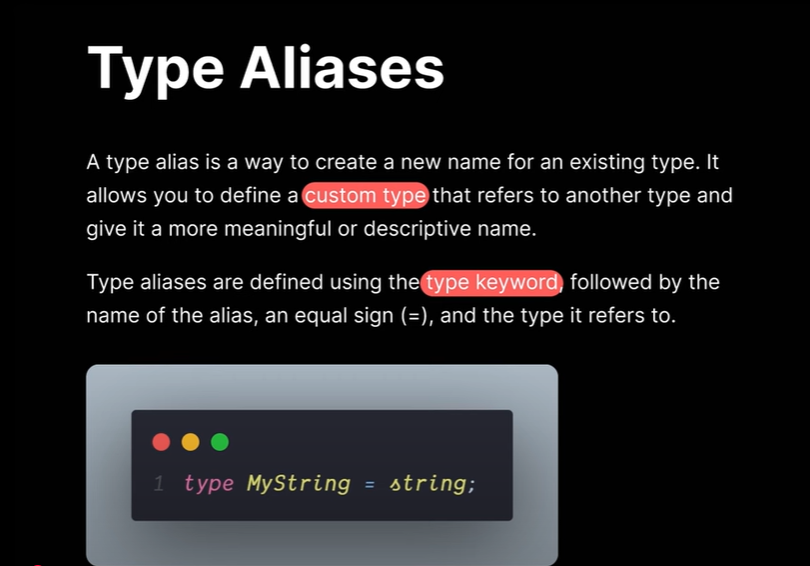 Type Aliases
A type alias is a way to create a new name for an existing type. It
allows you to define a custom type that refers to another type and
give it a more meaningful or descriptive name.
Type aliases are defined using the type keyword, followed by the
name of the alias, an equal sign (=), and the type it refers to.
1 type MyString = string;